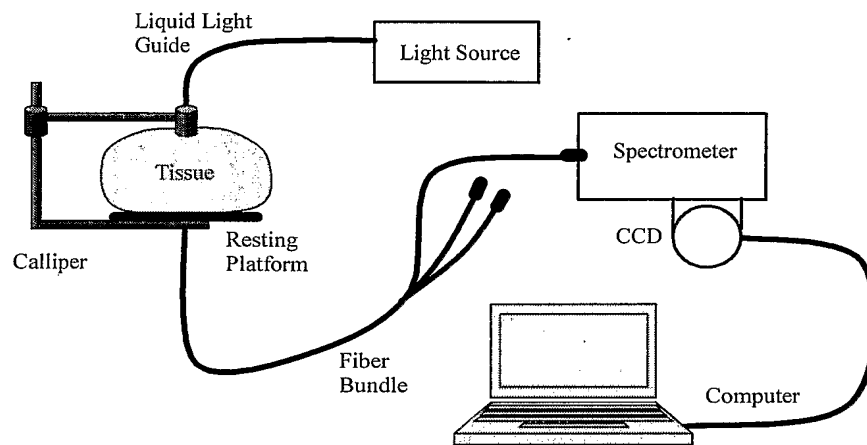 Liquid Light
Guide
Light Source
Tissue
Spectrometer
Calliper
Resting
Platform
CCD
Fiber
Bundle
Computer